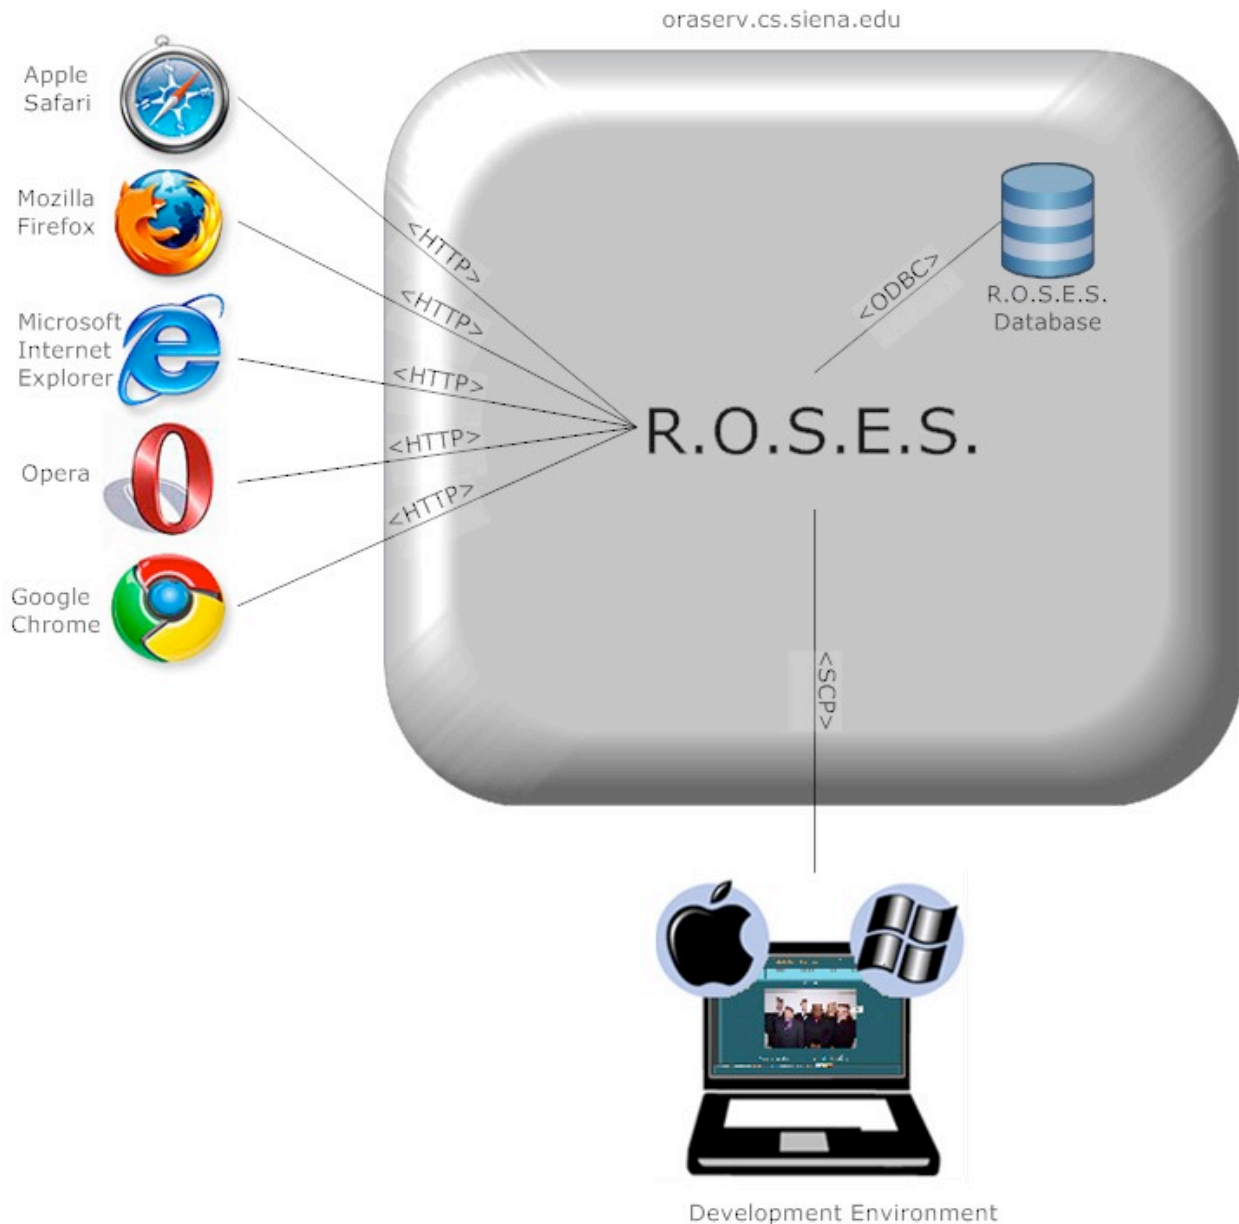 oraserv.cs.siena.edu
Apple
Safari
Mozilla
Firefox
Microsoft
Internet
Explorer
Opera
Google
Chrome
<HTTP>
<HTTP>
<HTTP>
<HTTP>
<HTTP>
<ODBC>
R.O.S.E.S.
Database
R.O.S.E.S.
<SCP>
Development Environment